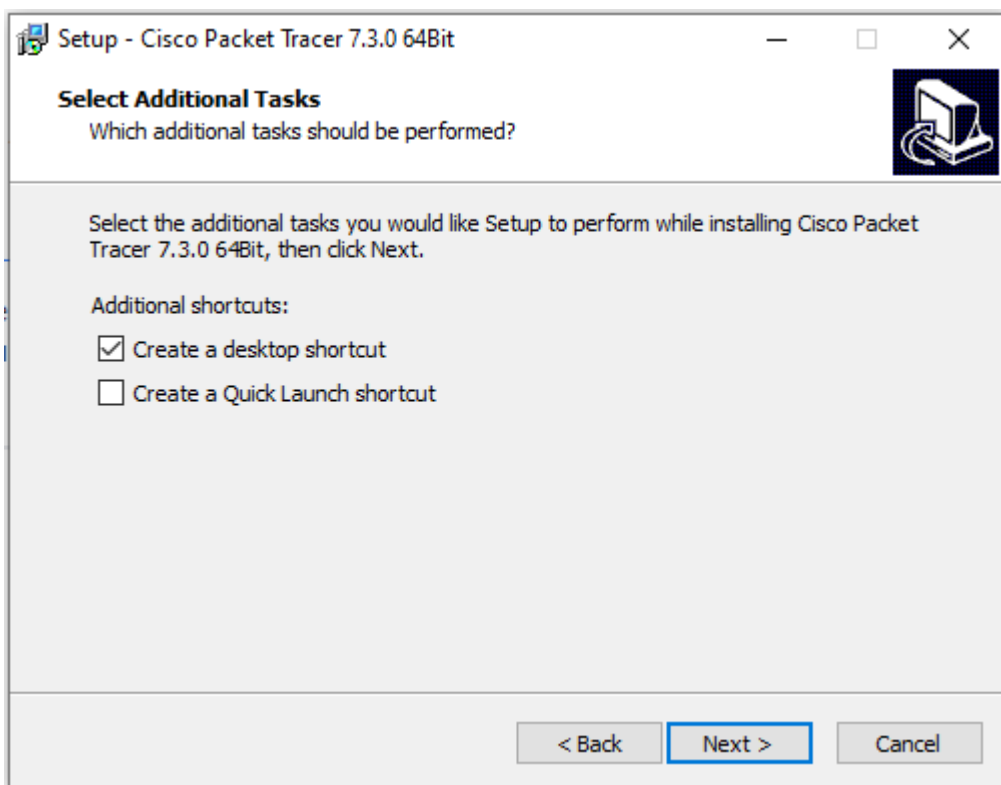 Setup - Cisco Packet Tracer 7.3.0 64Bit
Select Additional Tasks
Which additional tasks should be performed?
Select the additional tasks you would like Setup to perform while installing Cisco Packet
Tracer 7.3.0 64Bit, then click Next.
Additional shortcuts:
Create a desktop shortcut
Create a Quick Launch shortcut
< Back
Next >
Cancel